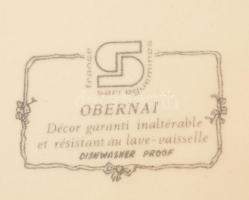 france
sarreguemines
OBERNAI
Décor garanti inaltérable
et résistant au lave-vaisselle
DISHWASHER PROOF